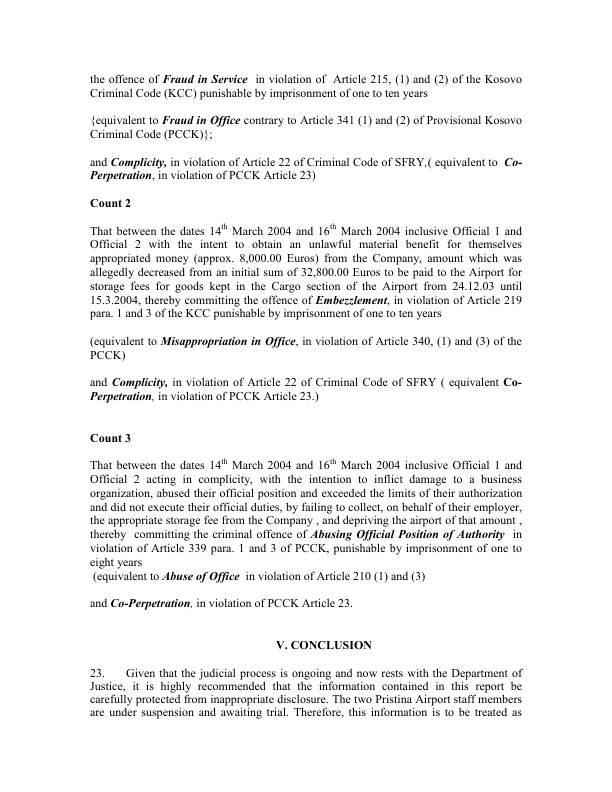 the offence of Fraud in Service in violation of Article 215, (1) and (2) of the Kosovo
Criminal Code (KCC) punishable by imprisonment of one to ten years
{equivalent to Fraud in Office contrary to Article 341 (1) and (2) of Provisional Kosovo
Criminal Code (PCCK)};
and Complicity, in violation of Article 22 of Criminal Code of SFRY,( equivalent to Co-
Perpetration, in violation of PCCK Article 23)
Count 2
That between the dates 14th March 2004 and 16th March 2004 inclusive Official 1 and
Official 2 with the intent to obtain an unlawful material benefit for themselves
appropriated money (approx. 8,000.00 Euros) from the Company, amount which was
allegedly decreased from an initial sum of 32,800.00 Euros to be paid to the Airport for
storage fees for goods kept in the Cargo section of the Airport from 24.12.03 until
15.3.2004, thereby committing the offence of Embezzlement, in violation of Article 219
para. 1 and 3 of the KCC punishable by imprisonment of one to ten years
(equivalent to Misappropriation in Office, in violation of Article 340, (1) and (3) of the
PCCK)
and Complicity, in violation of Article 22 of Criminal Code of SFRY ( equivalent Co-
Perpetration, in violation of PCCK Article 23.)
Count 3
That between the dates 14th March 2004 and 16th March 2004 inclusive Official 1 and
Official 2 acting in complicity, with the intention to inflict damage to a business
organization, abused their official position and exceeded the limits of their authorization
and did not execute their official duties, by failing to collect, on behalf of their employer,
the appropriate storage fee from the Company , and depriving the airport of that amount ,
thereby committing the criminal offence of Abusing Official Position of Authority in
violation of Article 339 para. 1 and 3 of PCCK, punishable by imprisonment of one to
eight years
(equivalent to Abuse of Office in violation of Article 210 (1) and (3)
and Co-Perpetration, in violation of PCCK Article 23.
V. CONCLUSION
23. Given that the judicial process is ongoing and now rests with the Department of
Justice, it is highly recommended that the information contained in this report be
carefully protected from inappropriate disclosure. The two Pristina Airport staff members
are under suspension and awaiting trial. Therefore, this information is to be treated as